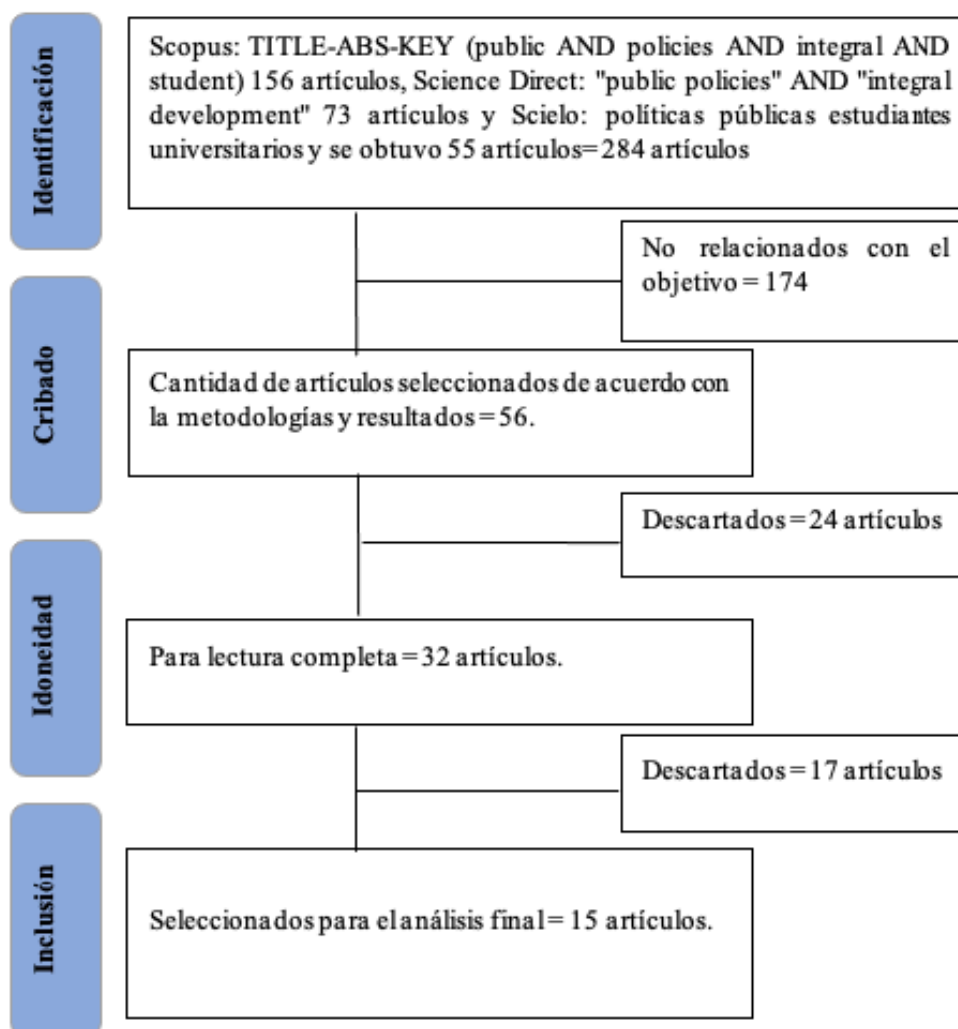 Identificación
Scopus: TITLE-ABS-KEY (public AND policies AND integral AND
student) 156 artículos, Science Direct: "public policies" AND "integral
development" 73 artículos y Scielo: políticas públicas estudiantes
universitarios y se obtuvo 55 artículos=284 artículos
No relacionados con el
objetivo = 174
Cribado
Cantidad de artículos seleccionados de acuerdo con
la metodologías y resultados = 56.
Descartados = 24 artículos
Idoneidad
Para lectura completa = 32 artículos.
Descartados = 17 artículos
Inclusión
Seleccionados para el análisis final = 15 artículos.